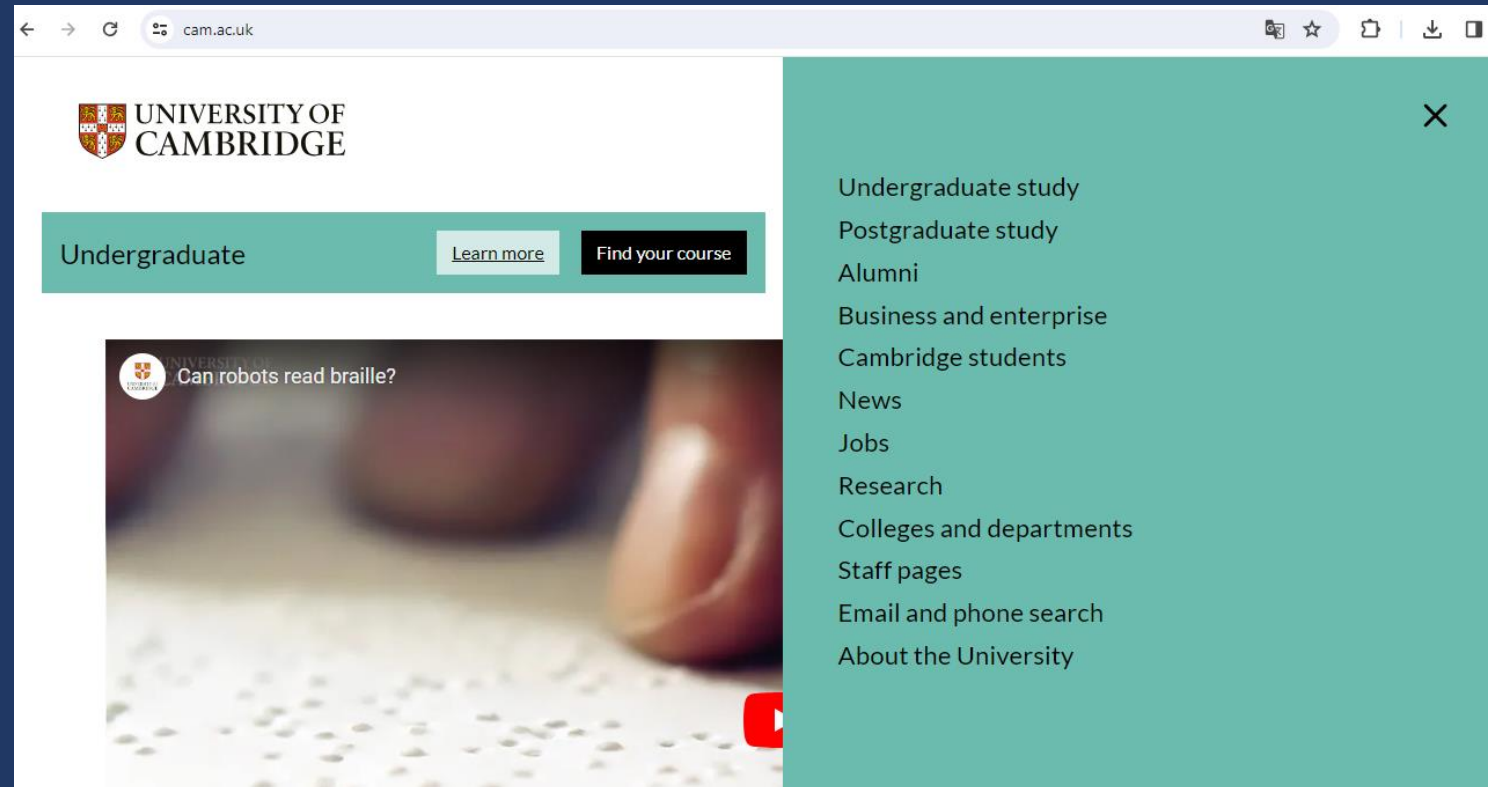 cam.ac.uk
UNIVERSITY OF
CAMBRIDGE
Undergraduate
Learn more
Find your course
Can robots read braille?
Undergraduate study
Postgraduate study
Alumni
Business and enterprise
Cambridge students
News
Jobs
Research
Colleges and departments
Staff pages
Email and phone search
About the University